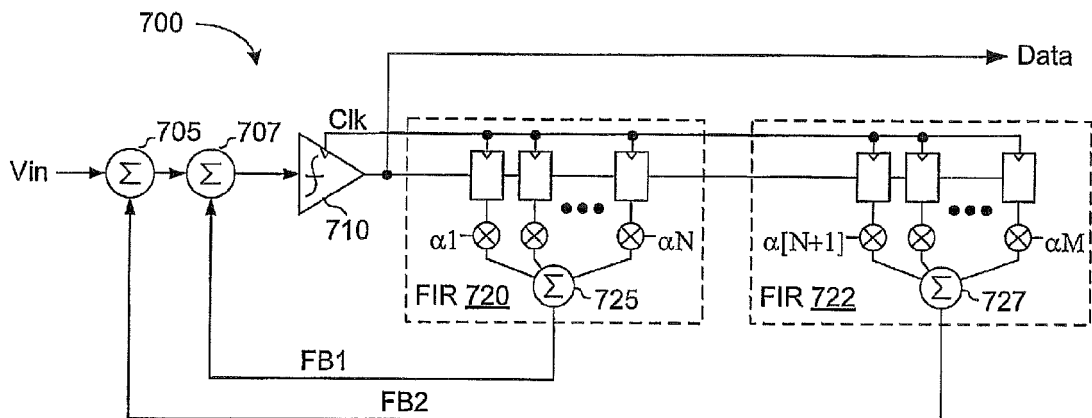 700
Data
705
707
Clk
Vin
Σ
Σ
710
α1
αN
α[N+1]
αM
Σ
725
Σ
727
FIR 720
FIR 722
FB1
FB2